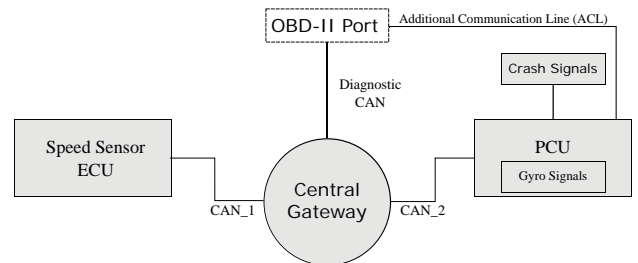 OBD-II Port
Additional Communication Line (ACL)
Crash Signals
Diagnostic
CAN
Speed Sensor
ECU
PCU
Gyro Signals
Central
Gateway
CAN_1
CAN_2